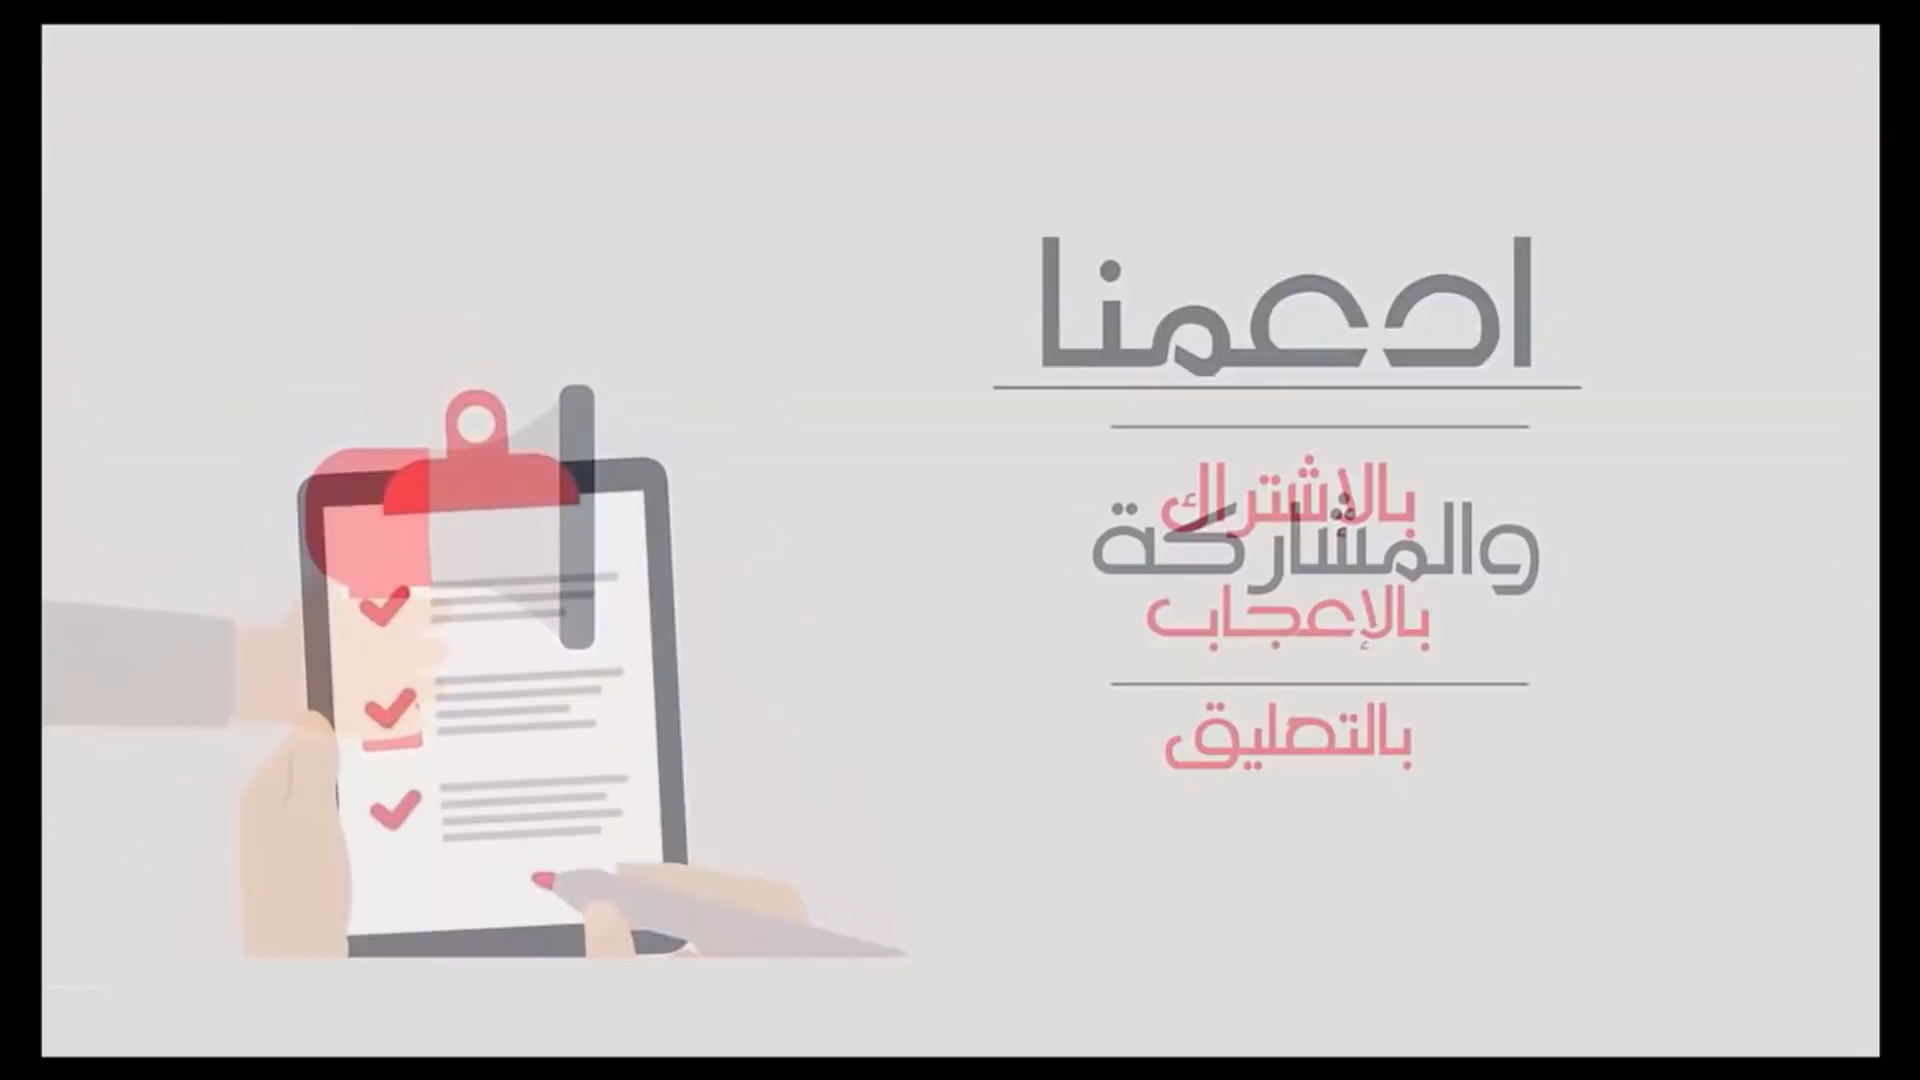 ادعمنا
بالاشتراك
والمشاركة
بالإعجاب
بالتعليق